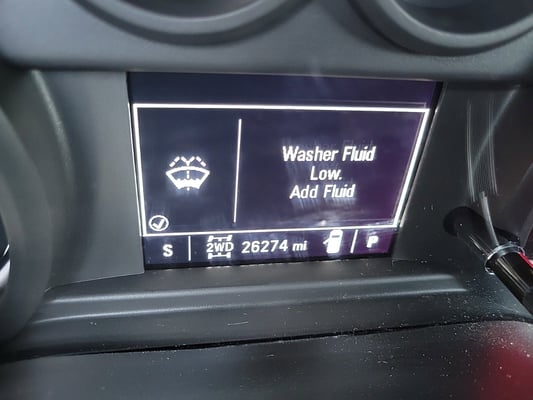 Washer Fluid
Low.
Add Fluid
S 2WD 26274 mi P